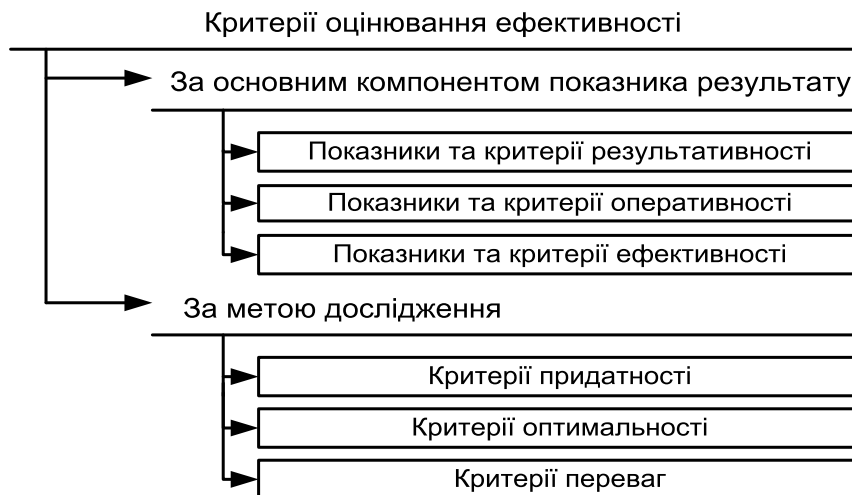 Критерії оцінювання ефективності
За основним компонентом показника результату
Показники та критерії результативності
Показники та критерії оперативності
Показники та критерії ефективності
За метою дослідження
Критерії придатності
Критерії оптимальності
Критерії переваг